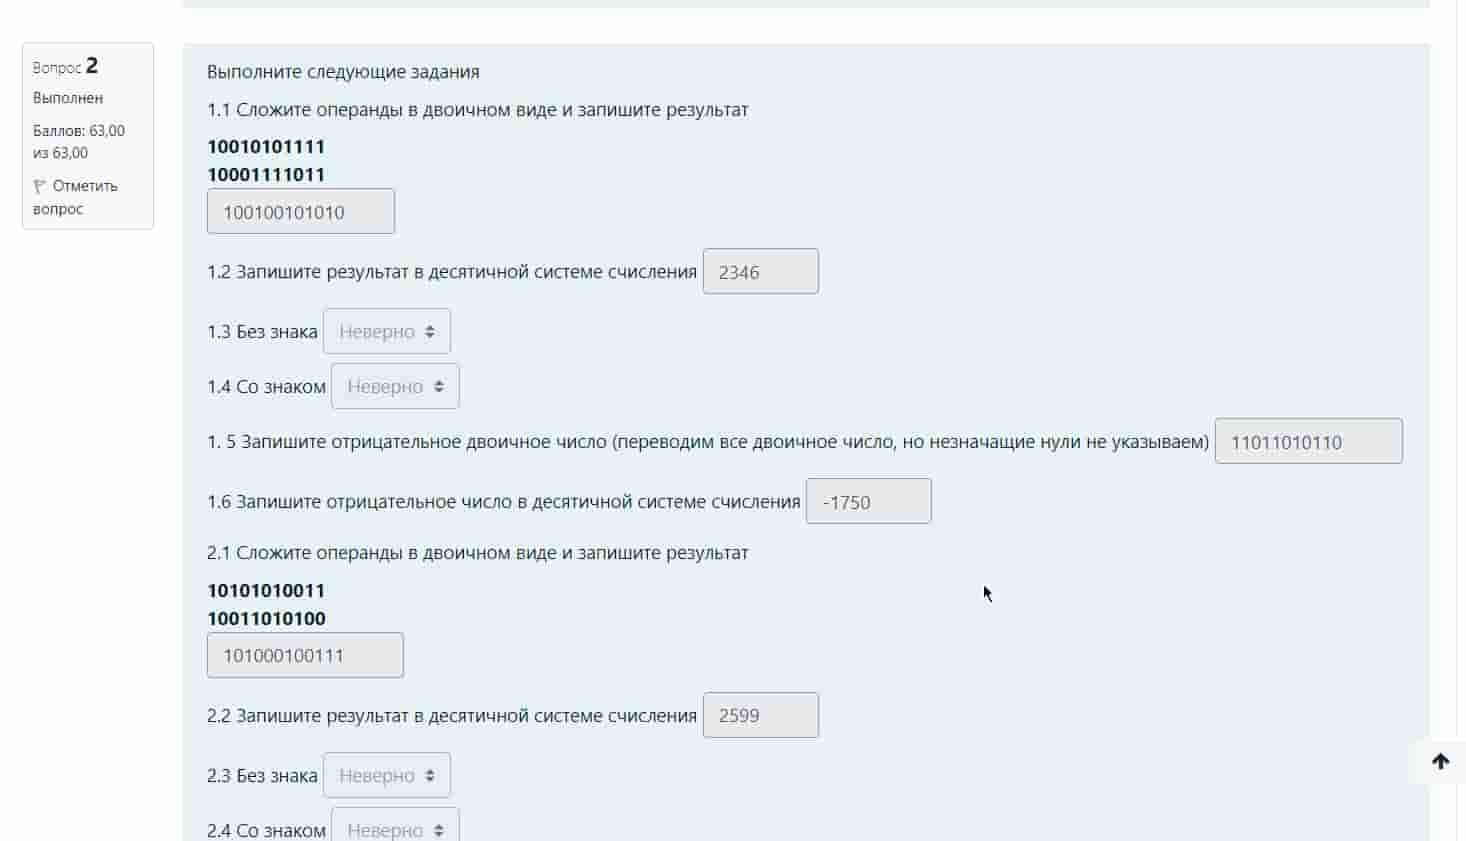 Вопрос 2
Выполнен
Баллов: 63,00
из 63,00
Отметить
вопрос
Выполните следующие задания
1.1 Сложите операнды в двоичном виде и запишите результат
10010101111
10001111011
100100101010
1.2 Запишите результат в десятичной системе счисления 2346
1.3 Без знака Неверно
1.4 Со знаком Неверно
1. 5 Запишите отрицательное двоичное число (переводим все двоичное число, но незначащие нули не указываем) 11011010110
1.6 Запишите отрицательное число в десятичной системе счисления -1750
2.1 Сложите операнды в двоичном виде и запишите результат
10101010011
10011010100
101000100111
2.2 Запишите результат в десятичной системе счисления 2599
2.3 Без знака Неверно
2.4 Со знаком Неверно